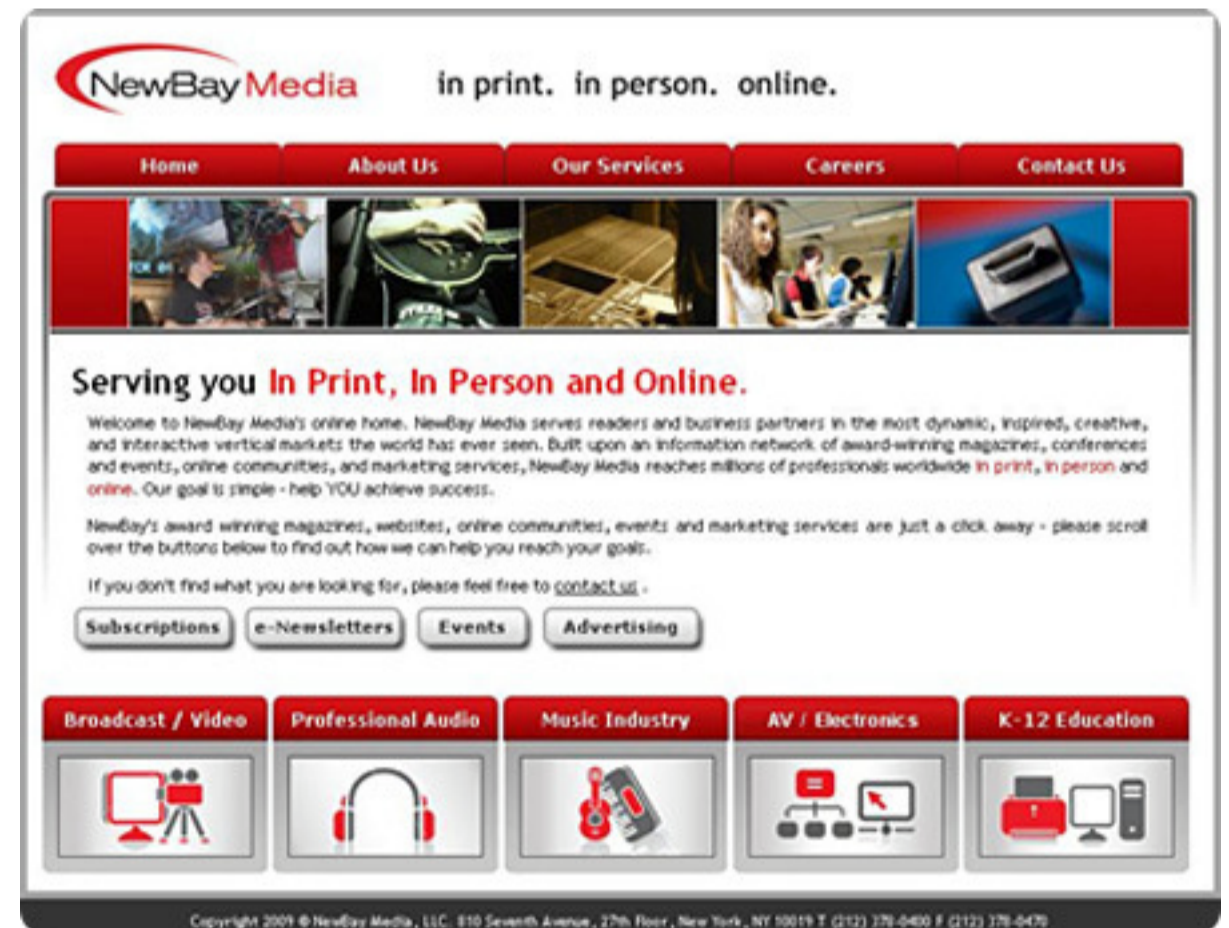 NewBay Media in print. in person. online.
Home About Us Our Services Careers Contact Us
Serving you In Print, In Person and Online.
Welcome to NewBay Media's online home. NewBay Media serves readers and business partners in the most dynamic, inspired, creative,
and interactive vertical markets the world has ever seen. Built upon an information network of award-winning magazines, conferences
and events, online communities, and marketing services, NewBay Media reaches millions of professionals worldwide in print, in person and
online. Our goal is simple - help YOU achieve success.
NewBay's award winning magazines, websites, online communities, events and marketing services are just a click away - please scroll
over the buttons below to find out how we can help you reach your goals.
If you don't find what you are looking for, please feel free to contact us .
Subscriptions e-Newsletters Events Advertising
Broadcast / Video Professional Audio Music Industry AV / Electronics K-12 Education
Copyright 2009 © NewBay Media, LLC. 810 Seventh Avenue, 27th Floor, New York, NY 10019 T (212) 378-0400 F (212) 378-0470